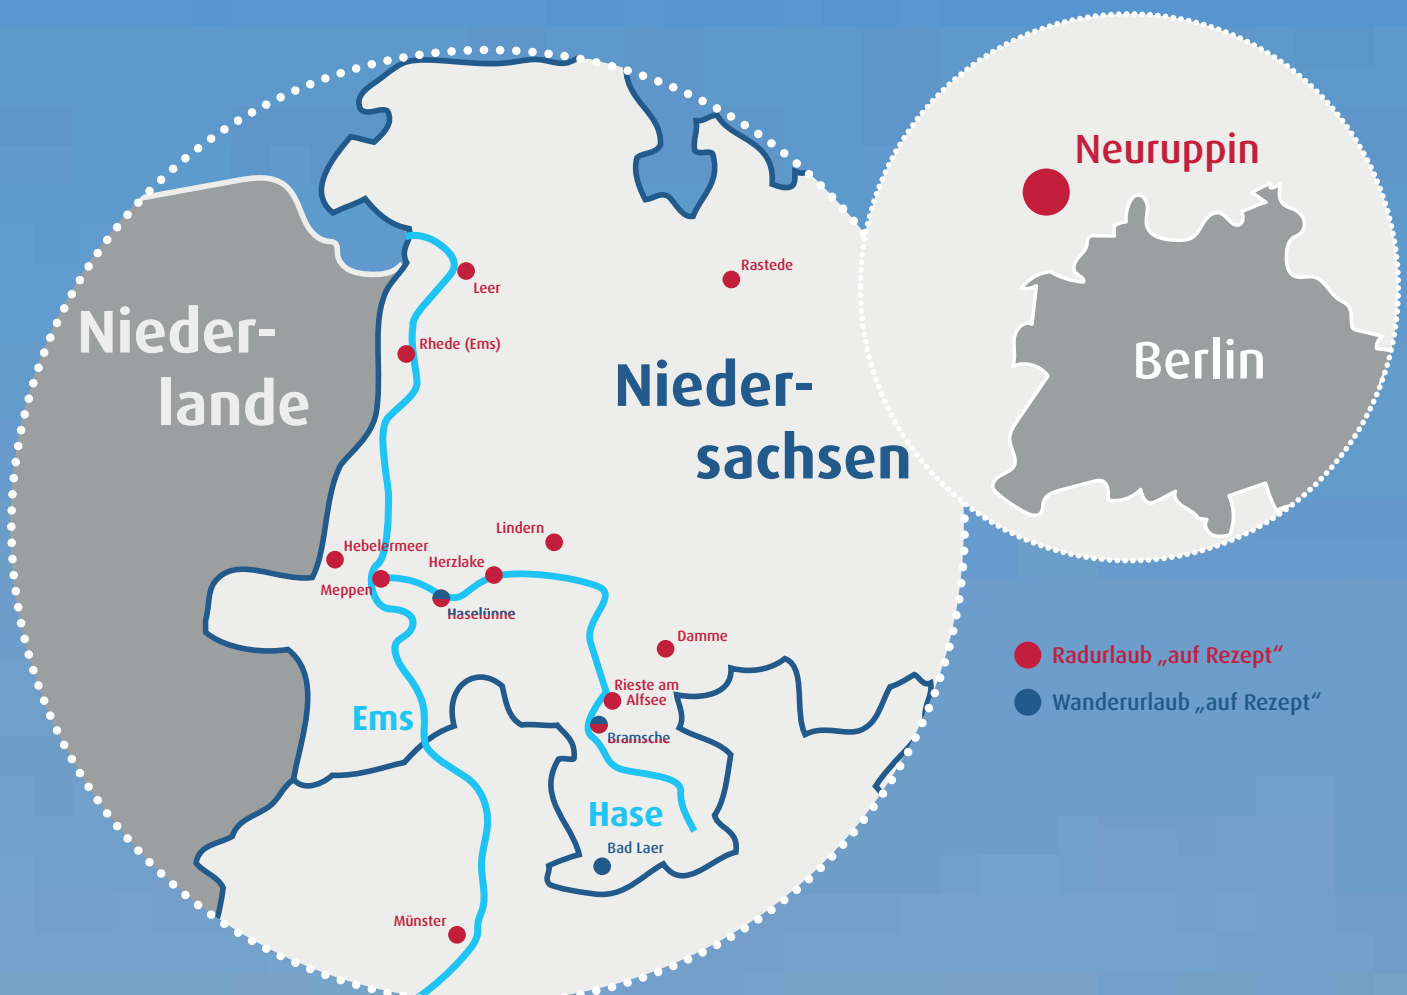 Neuruppin
Berlin
Rastede
Leer
Rhede (Ems)
Nieder-
lande
Nieder-
sachsen
Lindern
Hebelermeer
Herzlake
Meppen
Haselünne
Damme
Rieste am
Alfsee
Bramsche
Ems
Hase
Bad Laer
Münster
Radurlaub „auf Rezept“
Wanderurlaub „auf Rezept“